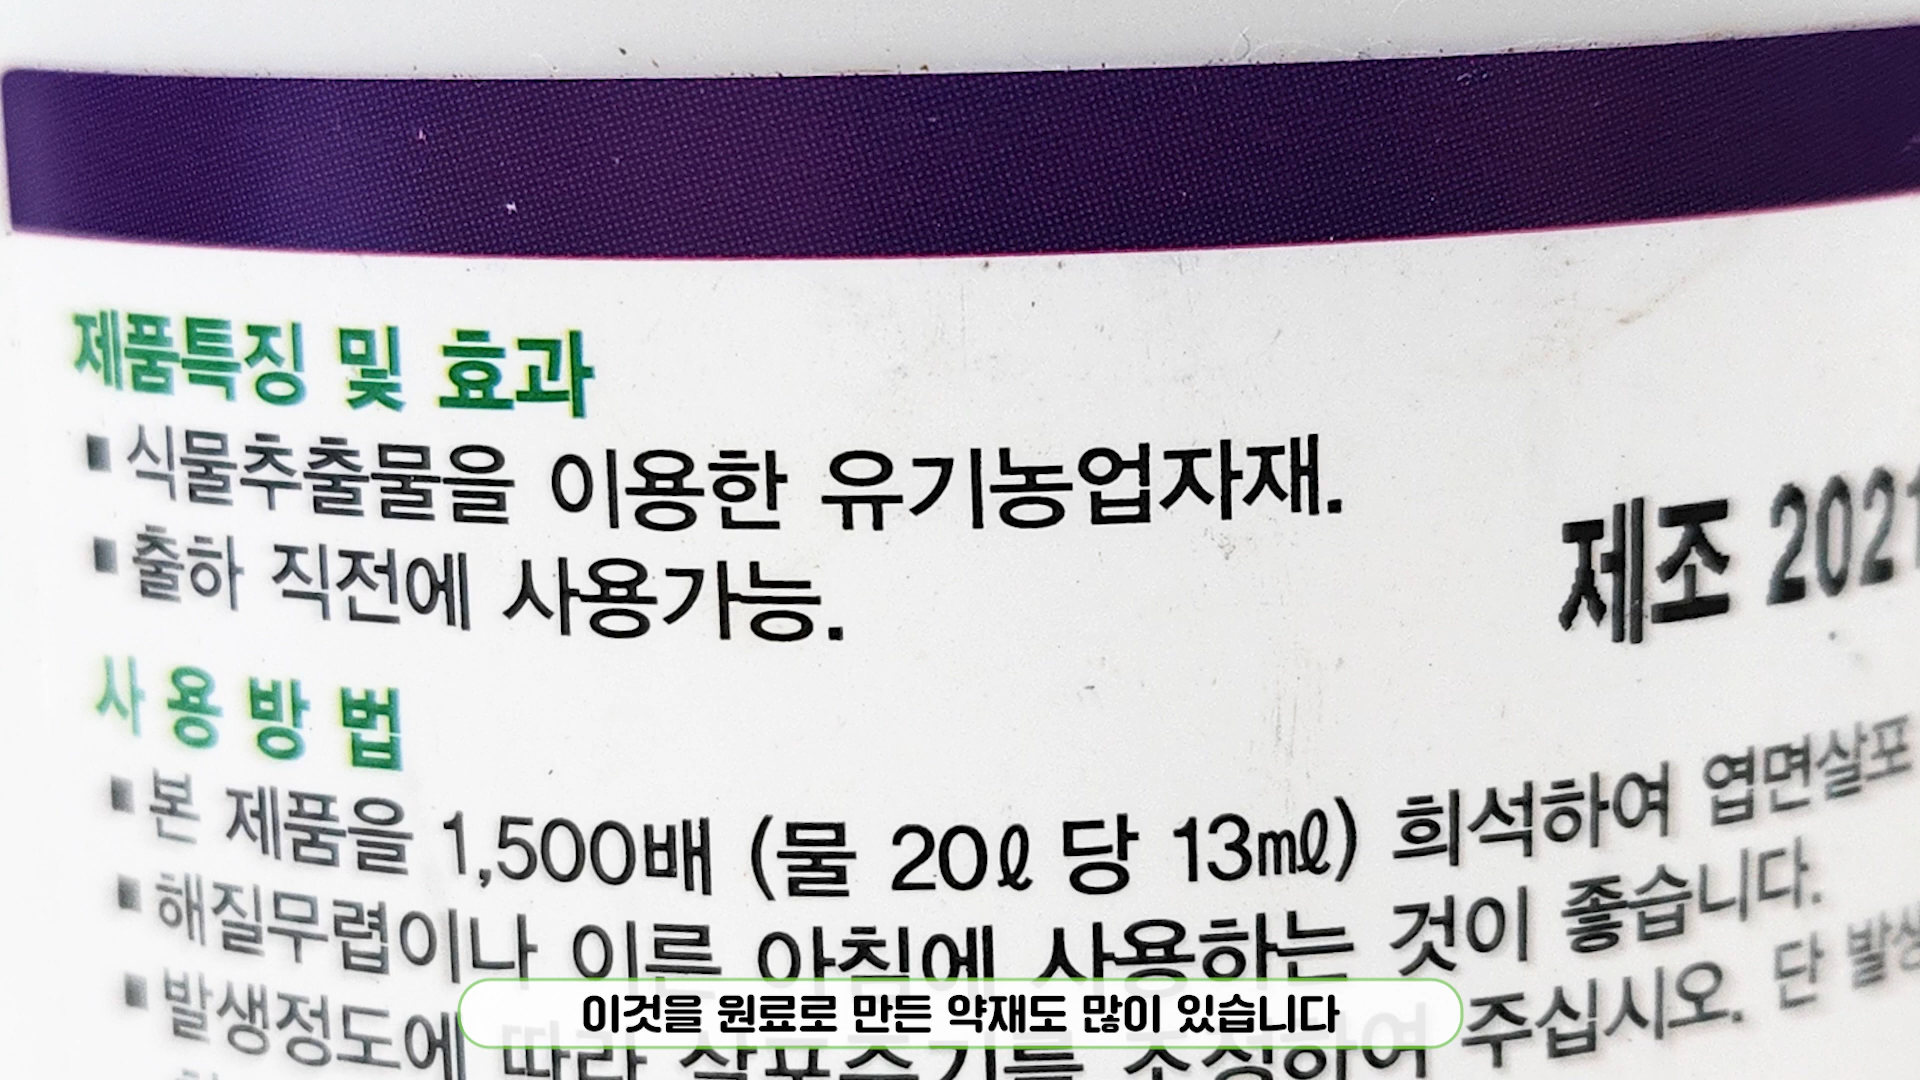 제품특징 및 효과
▪식물추출물을 이용한 유기농업자재.
▪출하 직전에 사용가능.
제조 2021
사용방법
▪본 제품을 1,500배 (물 20ℓ 당 13㎖) 희석하여 엽면살포
▪해질무렵이나 이른 아침에 사용하는 것이 좋습니다.
▪발생정도에 따라 살포주기를 조정하여 주십시오. 단 발생
이것을 원료로 만든 약재도 많이 있습니다